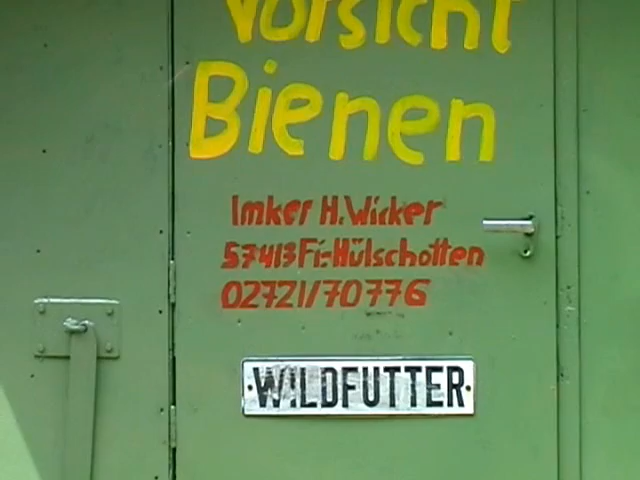 Vorsicht
Bienen
Imker H. Wicker
57413 Fi.-Hülschotten
02721/70776
WILDFUTTER